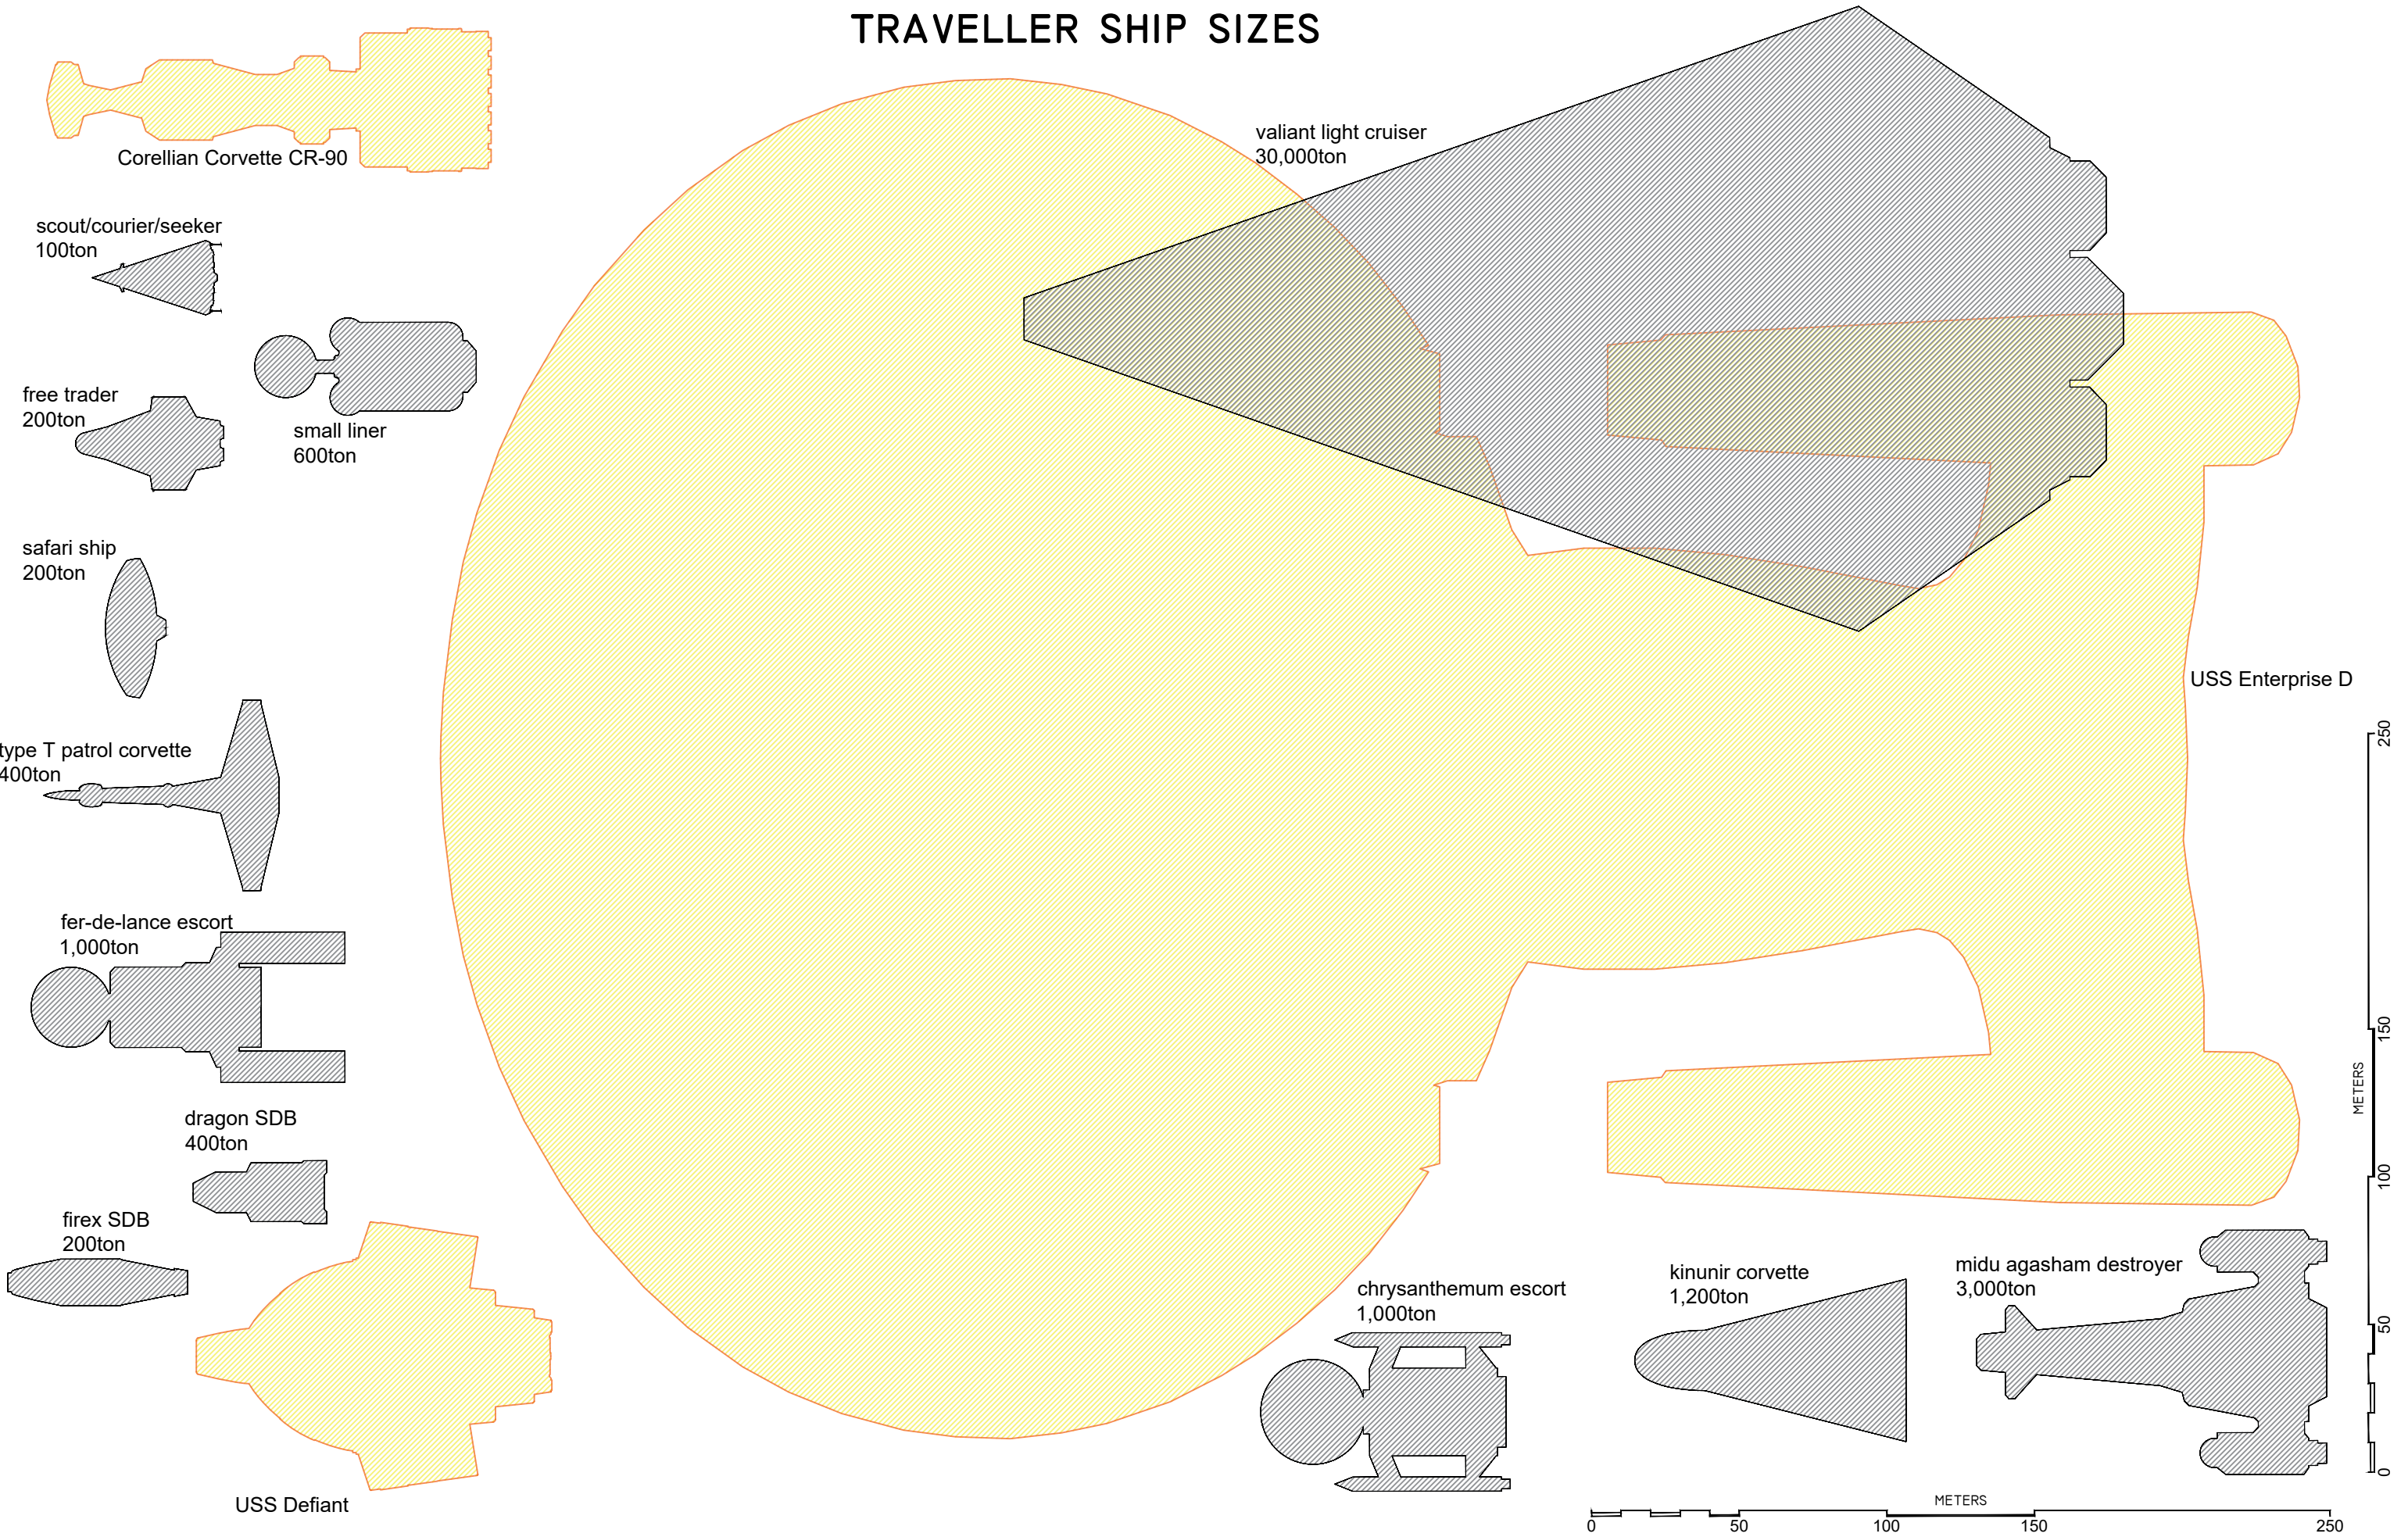 TRAVELLER SHIP SIZES
Corellian Corvette CR-90
valiant light cruiser
30,000ton
scout/courier/seeker
100ton
free trader
200ton
small liner
600ton
safari ship
200ton
USS Enterprise D
type T patrol corvette
400ton
fer-de-lance escort
1,000ton
dragon SDB
400ton
firex SDB
200ton
USS Defiant
chrysanthemum escort
1,000ton
kinunir corvette
1,200ton
midu agasham destroyer
3,000ton
250
150
METERS
100
50
0
METERS
0 50 100 150 250